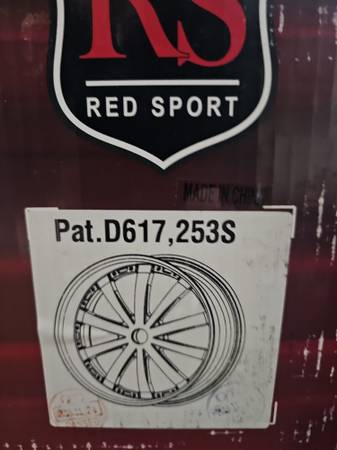 RS
RED SPORT
MADE IN CHINA
Pat.D617,253S